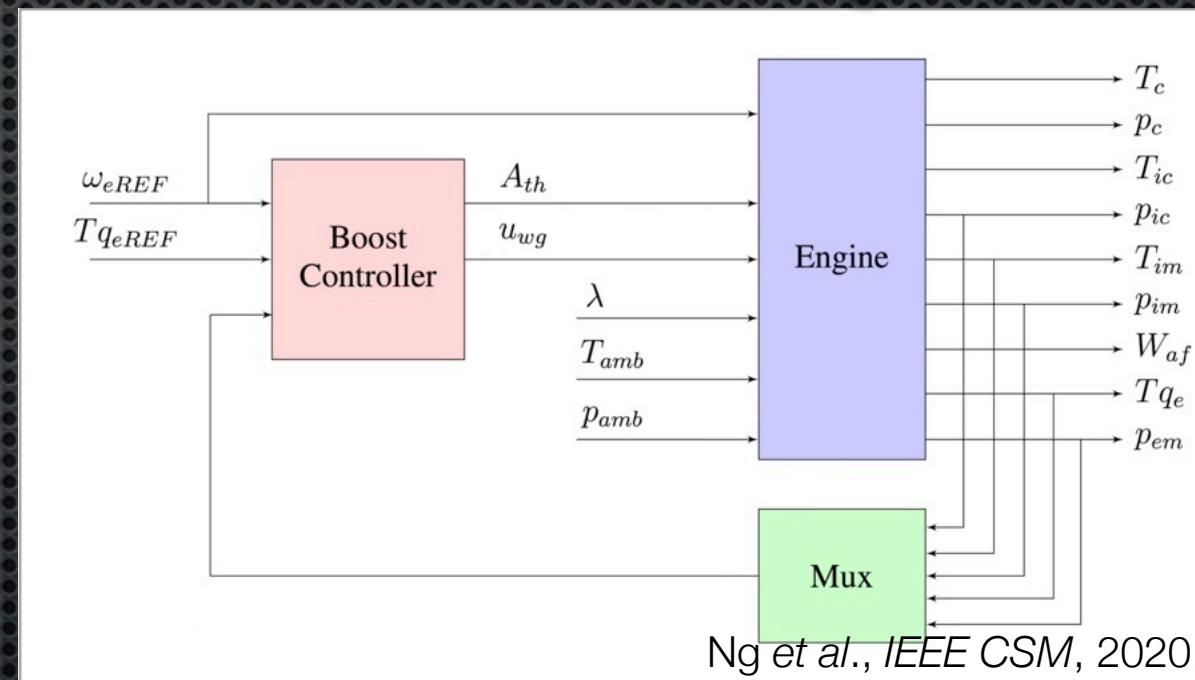 T_c
p_c
T_ic
p_ic
T_im
p_im
W_af
Tq_e
p_em
ω_eREF
Tq_eREF
Boost
Controller
A_th
u_wg
λ
T_amb
p_amb
Engine
Mux
Ng et al., IEEE CSM, 2020